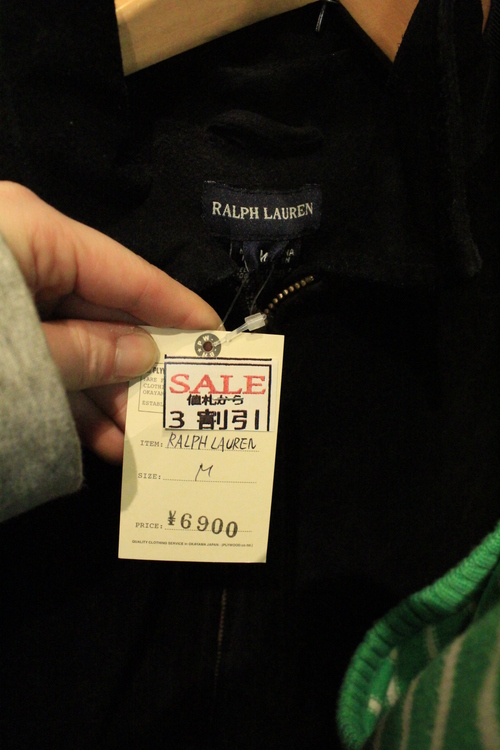 RALPH LAUREN
M
SALE
値札から
3割引
ITEM: RALPH LAUREN
SIZE: M
PRICE: ¥6900